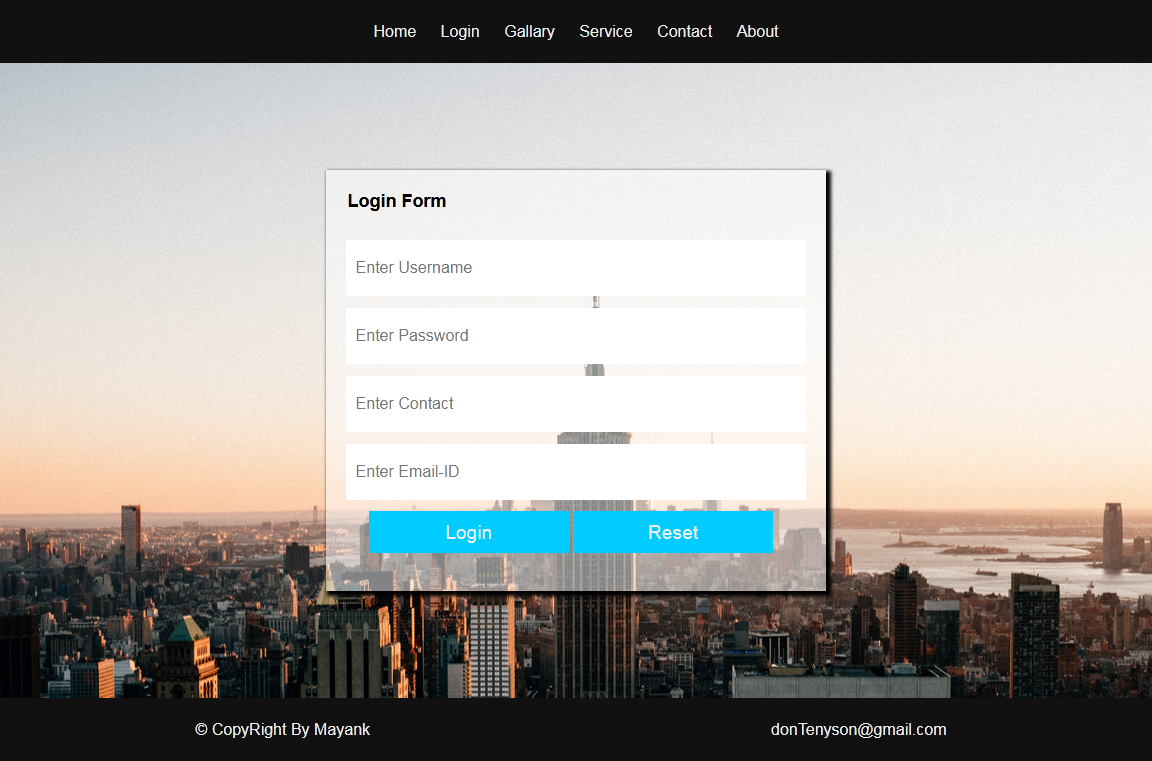 Home Login Gallary Service Contact About
Login Form
Enter Username
Enter Password
Enter Contact
Enter Email-ID
Login Reset
© CopyRight By Mayank donTenyson@gmail.com